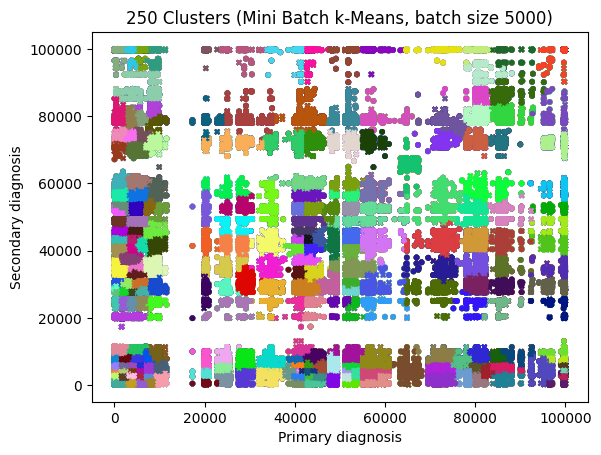 250 Clusters (Mini Batch k-Means, batch size 5000)
100000
80000
60000
40000
20000
0
Secondary diagnosis
0 20000 40000 60000 80000 100000
Primary diagnosis